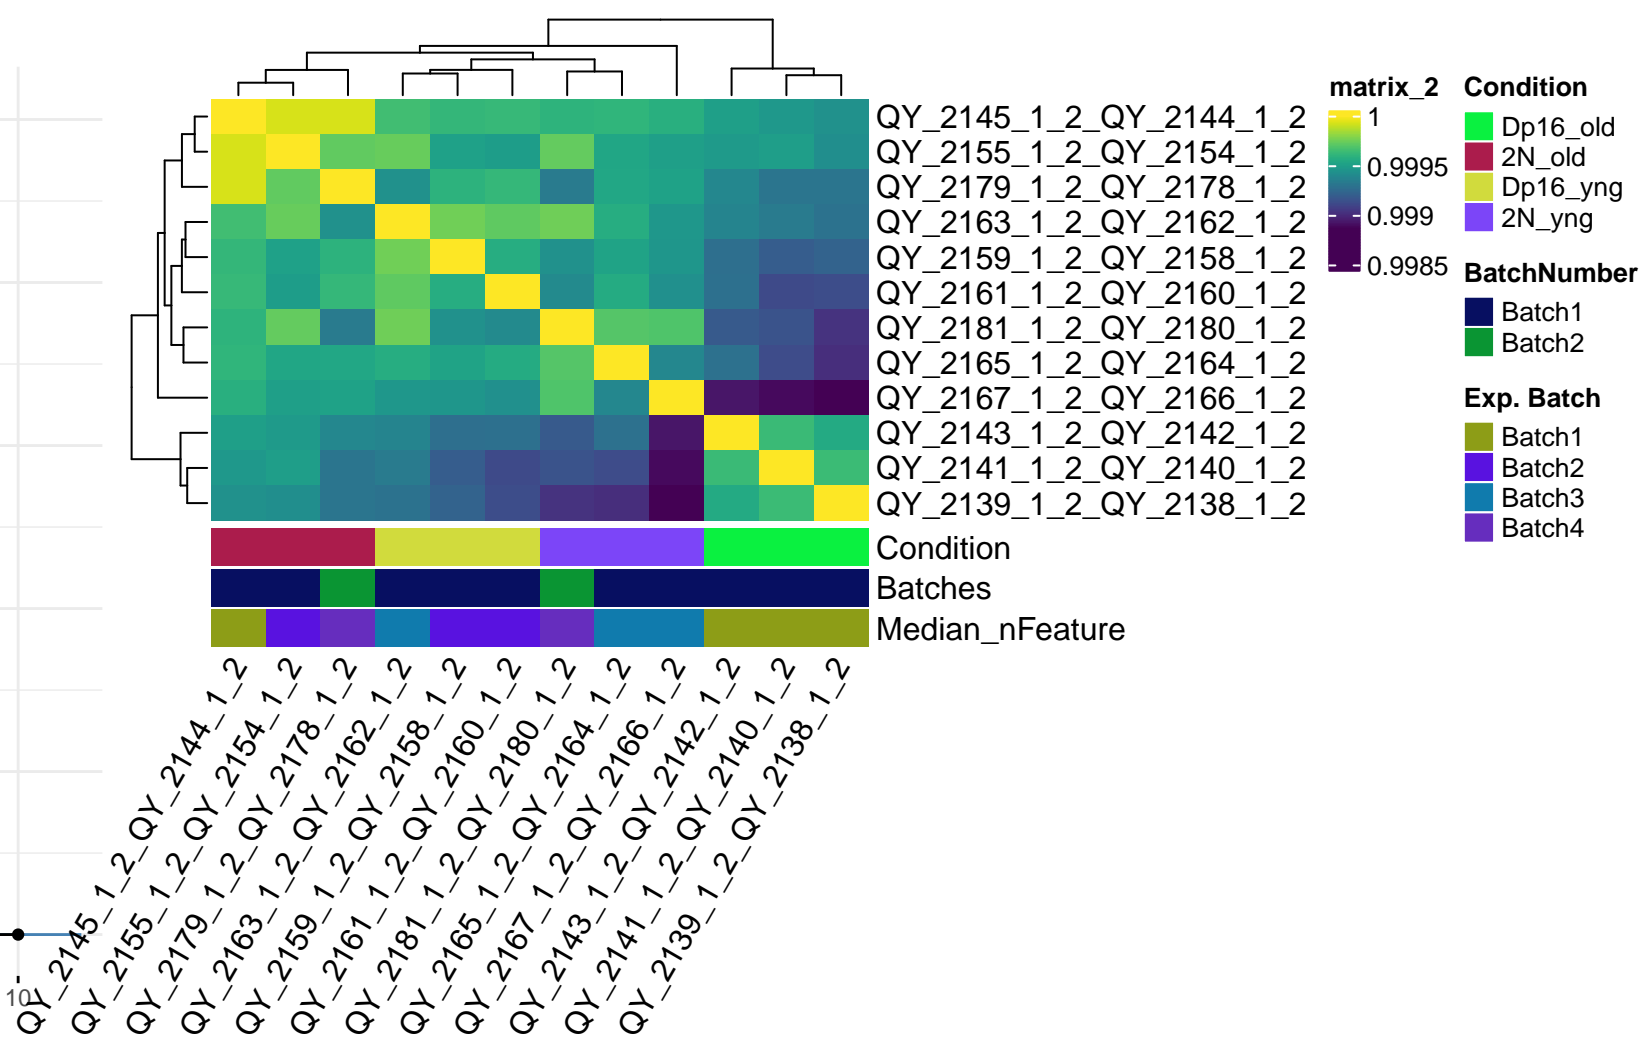 matrix_2
1
0.9995
0.999
0.9985
Condition
Dp16_old
2N_old
Dp16_yng
2N_yng
BatchNumber
Batch1
Batch2
Exp. Batch
Batch1
Batch2
Batch3
Batch4
QY_2145_1_2_QY_2144_1_2
QY_2155_1_2_QY_2154_1_2
QY_2179_1_2_QY_2178_1_2
QY_2163_1_2_QY_2162_1_2
QY_2159_1_2_QY_2158_1_2
QY_2161_1_2_QY_2160_1_2
QY_2181_1_2_QY_2180_1_2
QY_2165_1_2_QY_2164_1_2
QY_2167_1_2_QY_2166_1_2
QY_2143_1_2_QY_2142_1_2
QY_2141_1_2_QY_2140_1_2
QY_2139_1_2_QY_2138_1_2
Condition
Batches
Median_nFeature
QY_2145_1_2_QY_2144_1_2
QY_2155_1_2_QY_2154_1_2
QY_2179_1_2_QY_2178_1_2
QY_2163_1_2_QY_2162_1_2
QY_2159_1_2_QY_2158_1_2
QY_2161_1_2_QY_2160_1_2
QY_2181_1_2_QY_2180_1_2
QY_2165_1_2_QY_2164_1_2
QY_2167_1_2_QY_2166_1_2
QY_2143_1_2_QY_2142_1_2
QY_2141_1_2_QY_2140_1_2
QY_2139_1_2_QY_2138_1_2
10